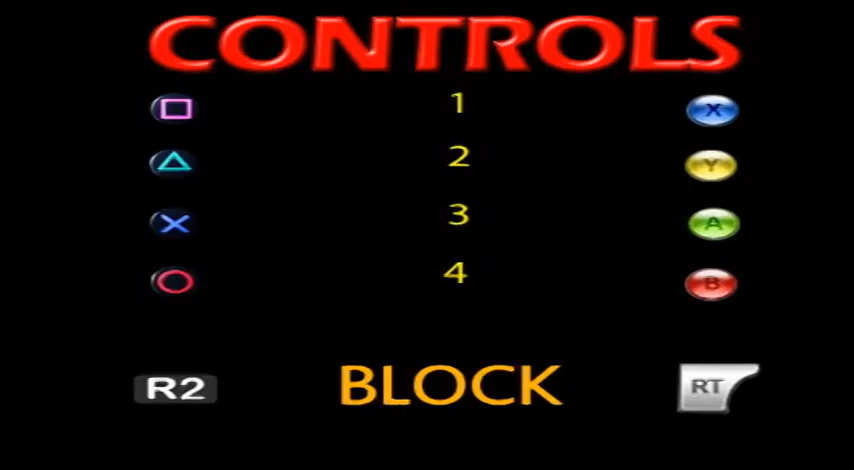 CONTROLS
1 X
2 Y
3 A
4 B
R2 BLOCK RT